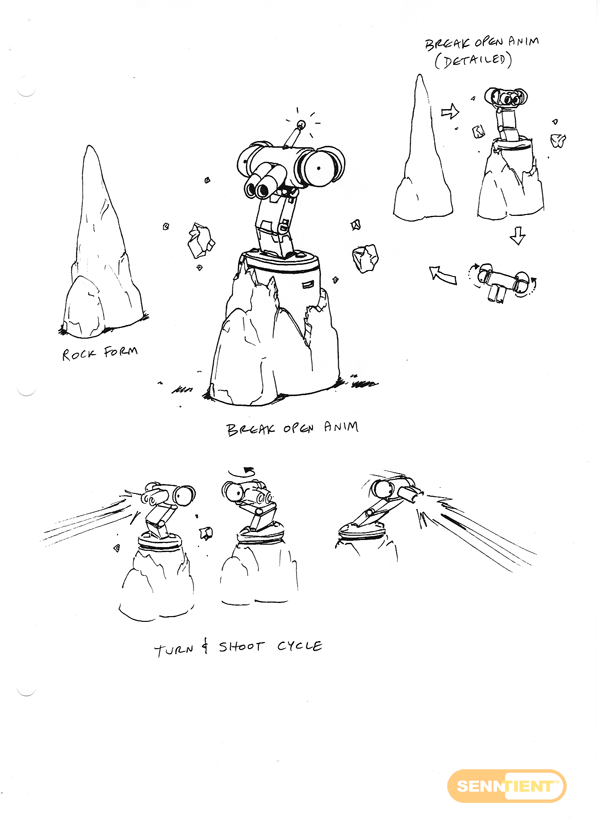 BREAK OPEN ANIM
(DETAILED)
ROCK FORM
BREAK OPEN ANIM
TURN & SHOOT CYCLE
SENNTIENT